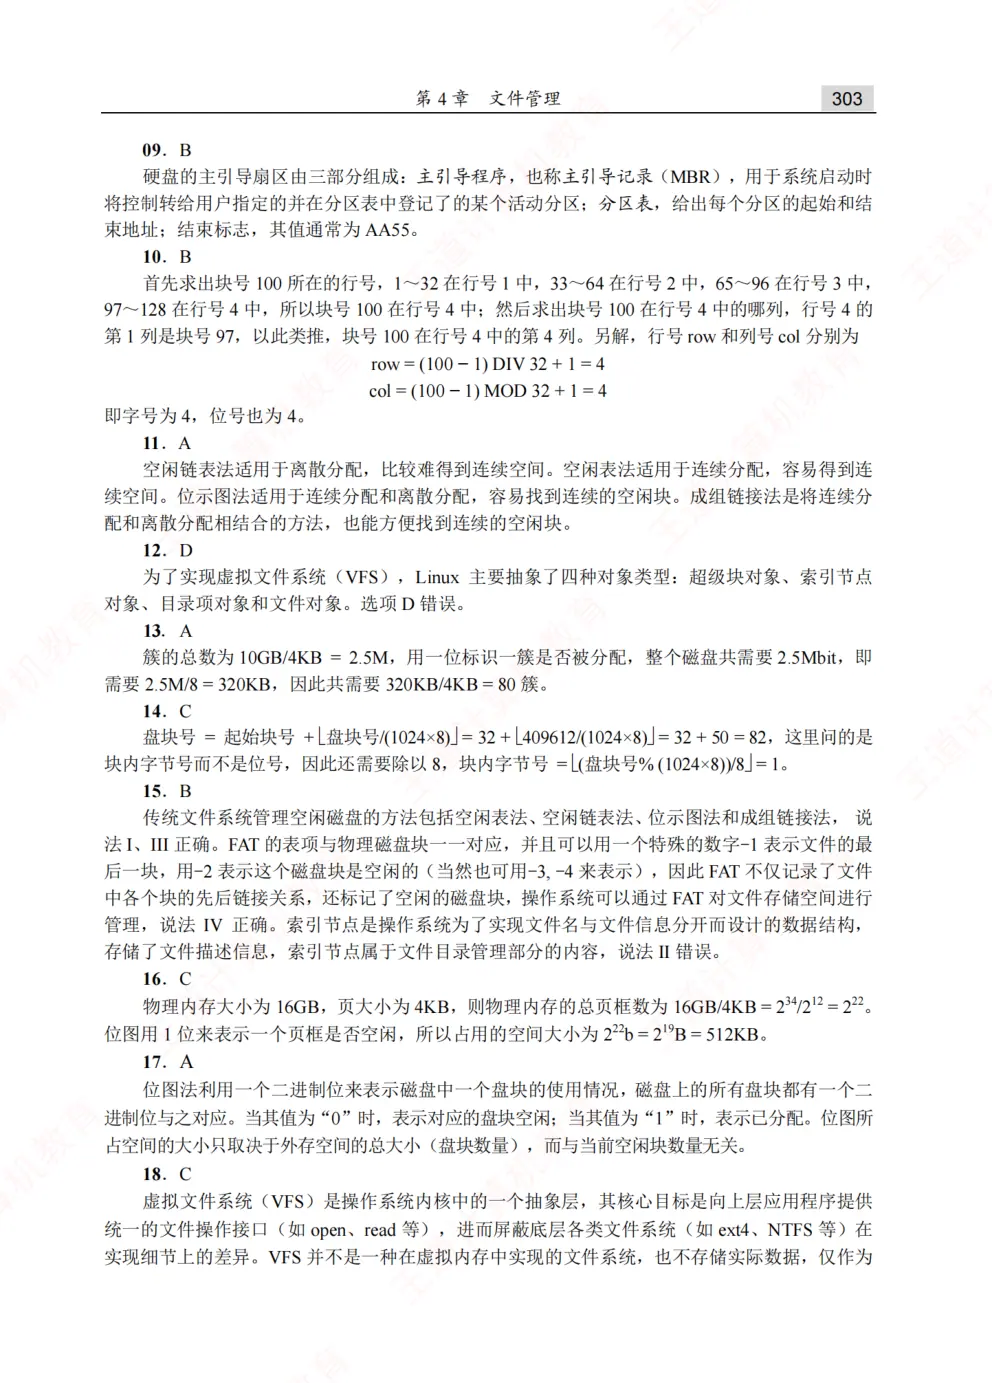 第 4 章　文件管理
303
09．B
硬盘的主引导扇区由三部分组成：主引导程序，也称主引导记录（MBR），用于系统启动时
将控制转给用户指定的并在分区表中登记了的某个活动分区；分区表，给出每个分区的起始和结
束地址；结束标志，其值通常为 AA55。
10．B
首先求出块号 100 所在的行号，1～32 在行号 1 中，33～64 在行号 2 中，65～96 在行号 3 中，
97～128 在行号 4 中，所以块号 100 在行号 4 中；然后求出块号 100 在行号 4 中的哪列，行号 4 的
第 1 列是块号 97，以此类推，块号 100 在行号 4 中的第 4 列。另解，行号 row 和列号 col 分别为
row = (100 − 1) DIV 32 + 1 = 4
col = (100 − 1) MOD 32 + 1 = 4
即字号为 4，位号也为 4。
11．A
空闲链表法适用于离散分配，比较难得到连续空间。空闲表法适用于连续分配，容易得到连
续空间。位示图法适用于连续分配和离散分配，容易找到连续的空闲块。成组链接法是将连续分
配和离散分配相结合的方法，也能方便找到连续的空闲块。
12．D
为了实现虚拟文件系统（VFS），Linux 主要抽象了四种对象类型：超级块对象、索引节点
对象、目录项对象和文件对象。选项 D 错误。
13．A
簇的总数为 10GB/4KB = 2.5M，用一位标识一簇是否被分配，整个磁盘共需要 2.5Mbit，即
需要 2.5M/8 = 320KB，因此共需要 320KB/4KB = 80 簇。
14．C
盘块号 = 起始块号 +⌊盘块号/(1024×8)⌋ = 32 + ⌊409612/(1024×8)⌋ = 32 + 50 = 82，这里问的是
块内字节号而不是位号，因此还需要除以 8，块内字节号 =⌊(盘块号% (1024×8))/8⌋ = 1。
15．B
传统文件系统管理空闲磁盘的方法包括空闲表法、空闲链表法、位示图法和成组链接法， 说
法 I、III 正确。FAT 的表项与物理磁盘块一一对应，并且可以用一个特殊的数字−1 表示文件的最
后一块，用−2 表示这个磁盘块是空闲的（当然也可用−3, −4 来表示），因此 FAT 不仅记录了文件
中各个块的先后链接关系，还标记了空闲的磁盘块，操作系统可以通过 FAT 对文件存储空间进行
管理，说法 IV 正确。索引节点是操作系统为了实现文件名与文件信息分开而设计的数据结构，
存储了文件描述信息，索引节点属于文件目录管理部分的内容，说法 II 错误。
16．C
物理内存大小为 16GB，页大小为 4KB，则物理内存的总页框数为 16GB/4KB = 2³⁴/2¹² = 2²²。
位图用 1 位来表示一个页框是否空闲，所以占用的空间大小为 2²²b = 2¹⁹B = 512KB。
17．A
位图法利用一个二进制位来表示磁盘中一个盘块的使用情况，磁盘上的所有盘块都有一个二
进制位与之对应。当其值为“0”时，表示对应的盘块空闲；当其值为“1”时，表示已分配。位图所
占空间的大小只取决于外存空间的总大小（盘块数量），而与当前空闲块数量无关。
18．C
虚拟文件系统（VFS）是操作系统内核中的一个抽象层，其核心目标是向上层应用程序提供
统一的文件操作接口（如 open、read 等），进而屏蔽底层各类文件系统（如 ext4、NTFS 等）在
实现细节上的差异。VFS 并不是一种在虚拟内存中实现的文件系统，也不存储实际数据，仅作为